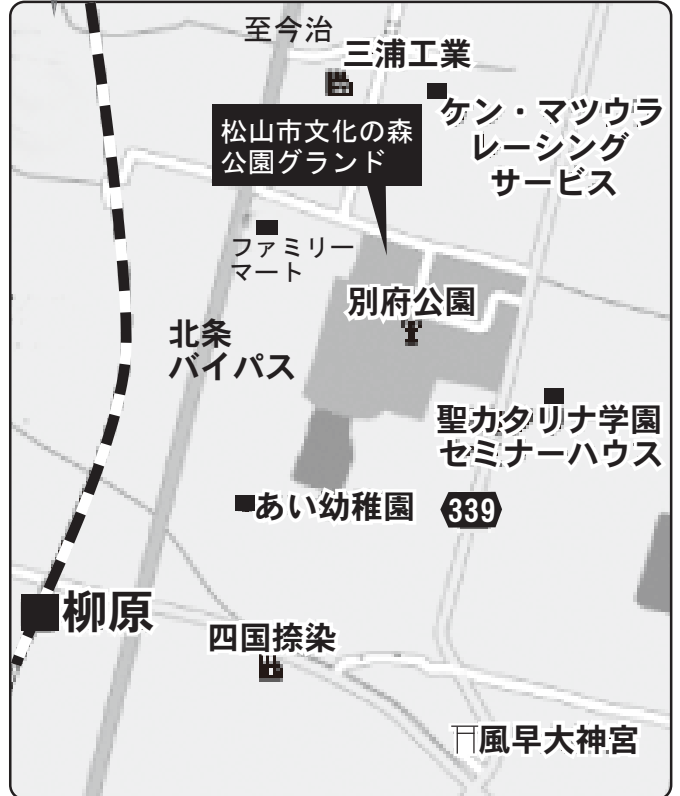 至今治
三浦工業
ケン・マツウラ
レーシング
サービス
松山市文化の森
公園グランド
ファミリー
マート
別府公園
北条
バイパス
聖カタリナ学園
セミナーハウス
あい幼稚園
339
柳原
四国捺染
風早大神宮